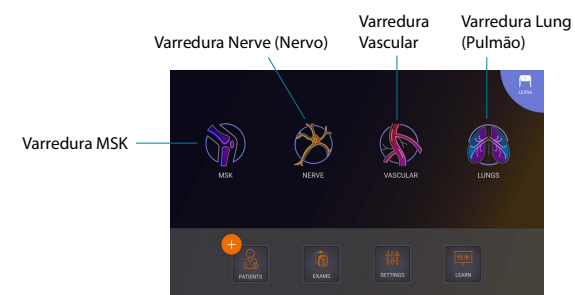 Varredura Nerve (Nervo)
Varredura
Vascular
Varredura Lung
(Pulmão)
Varredura MSK
LEXSA
MSK
NERVE
VASCULAR
LUNGS
+
PATIENTS
EXAMS
SETTINGS
LEARN